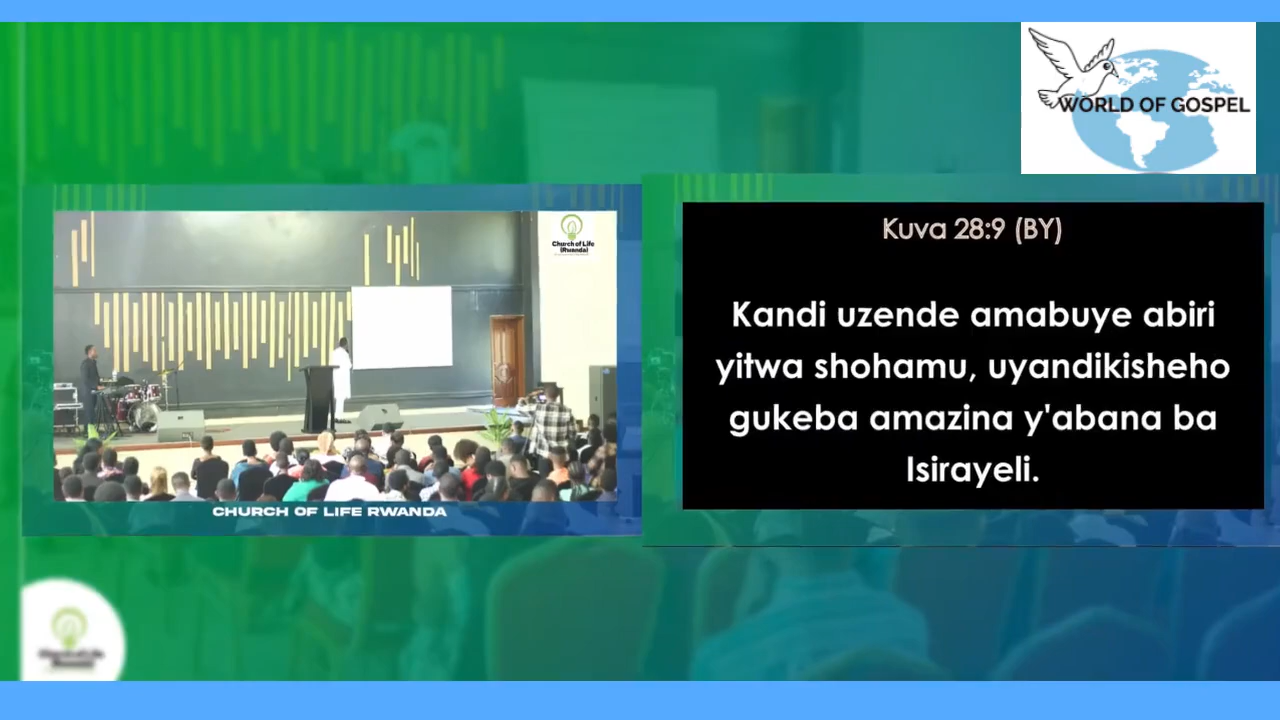 WORLD OF GOSPEL
Church of Life
(Rwanda)
Kuva 28:9 (BY)
Kandi uzende amabuye abiri
yitwa shohamu, uyandikisheho
gukeba amazina y'abana ba
Isirayeli.
CHURCH OF LIFE RWANDA